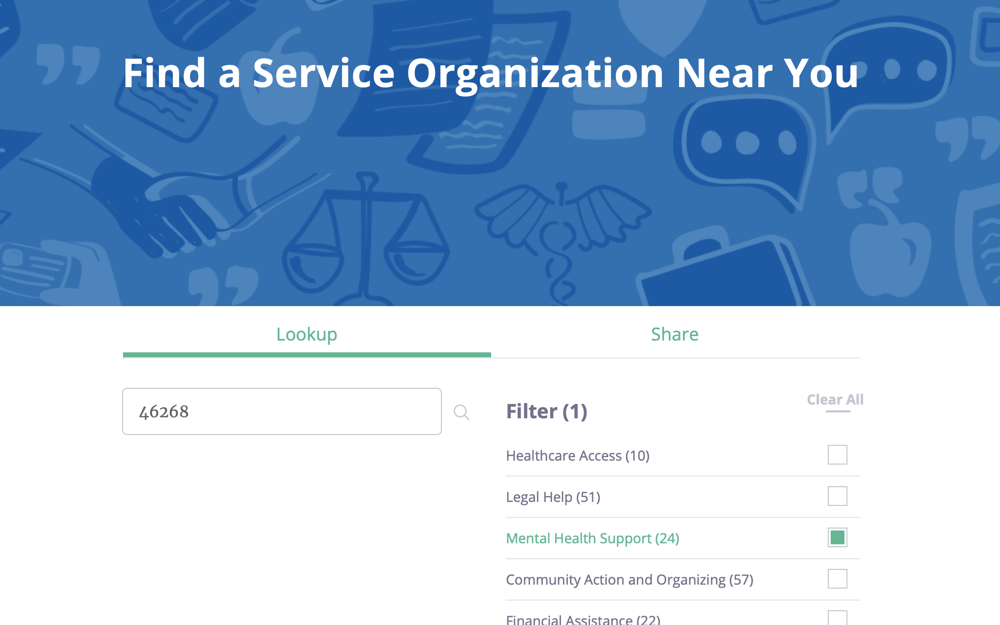 Find a Service Organization Near You
Lookup
Share
46268
Filter (1)
Clear All
Healthcare Access (10)
Legal Help (51)
Mental Health Support (24)
Community Action and Organizing (57)
Financial Assistance (22)